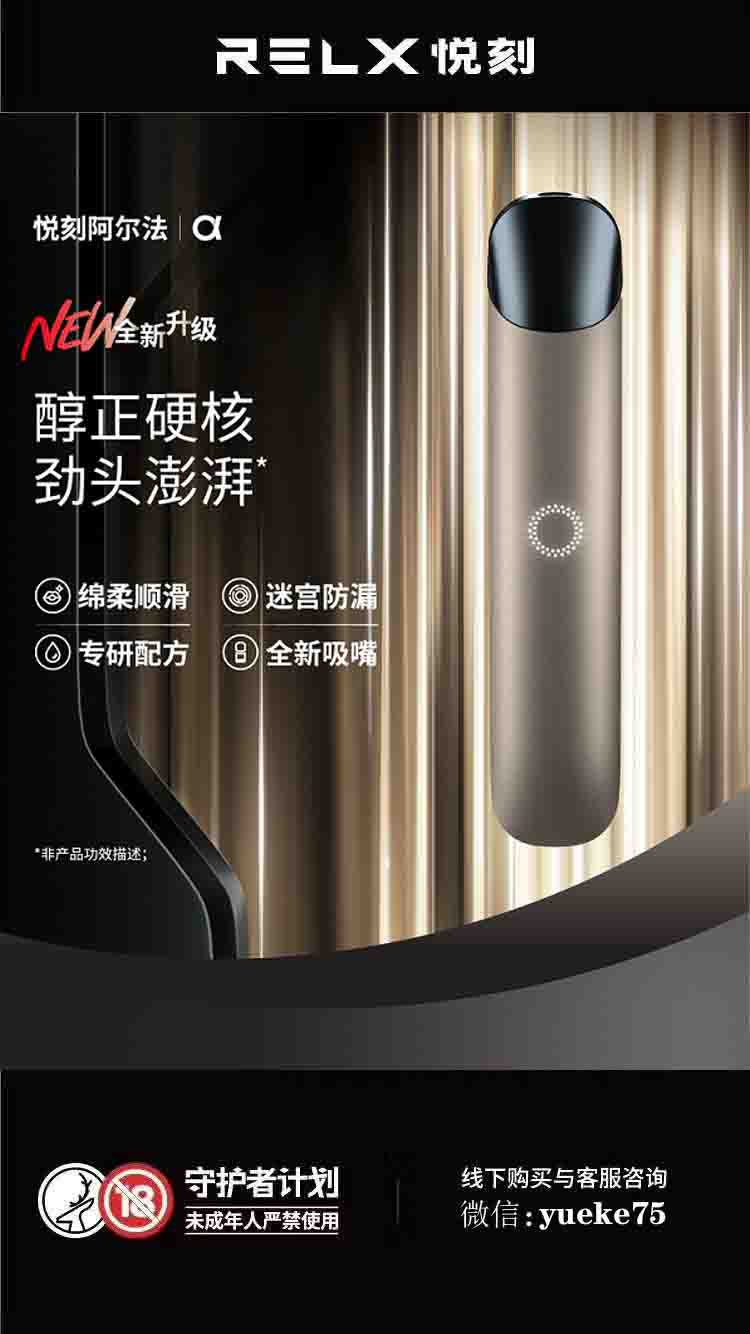 RELX 悦刻
悦刻阿尔法 | α
NEW全新升级
醇正硬核
劲头澎湃*
绵柔顺滑 迷宫防漏
专研配方 全新吸嘴
*非产品功效描述;
18 守护者计划
未成年人严禁使用
线下购买与客服咨询
微信:yueke75